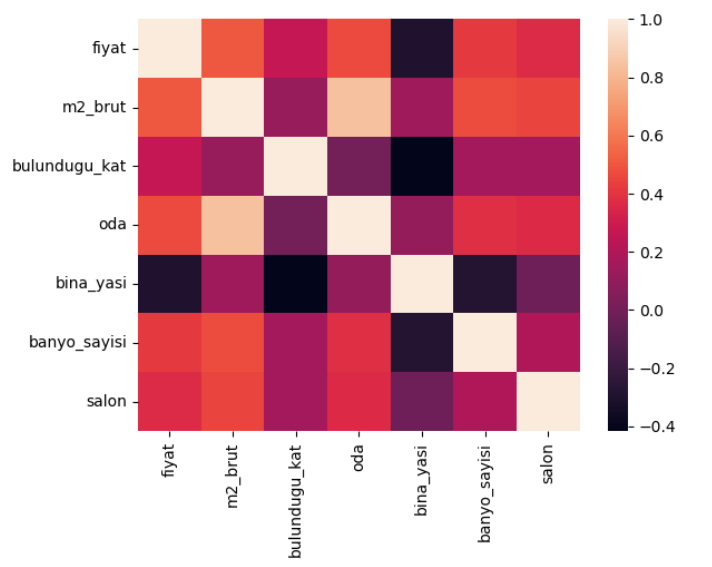 fiyat
m2_brut
bulundugu_kat
oda
bina_yasi
banyo_sayisi
salon
fiyat
m2_brut
bulundugu_kat
oda
bina_yasi
banyo_sayisi
salon
1.0
0.8
0.6
0.4
0.2
0.0
−0.2
−0.4